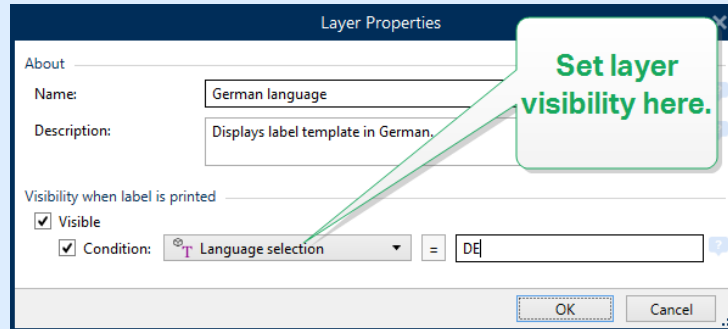 Layer Properties
Set layer
visibility here.
About
Name:
German language
Description:
Displays label template in German.
Visibility when label is printed
Visible
Condition:
T Language selection
=
DE
OK
Cancel